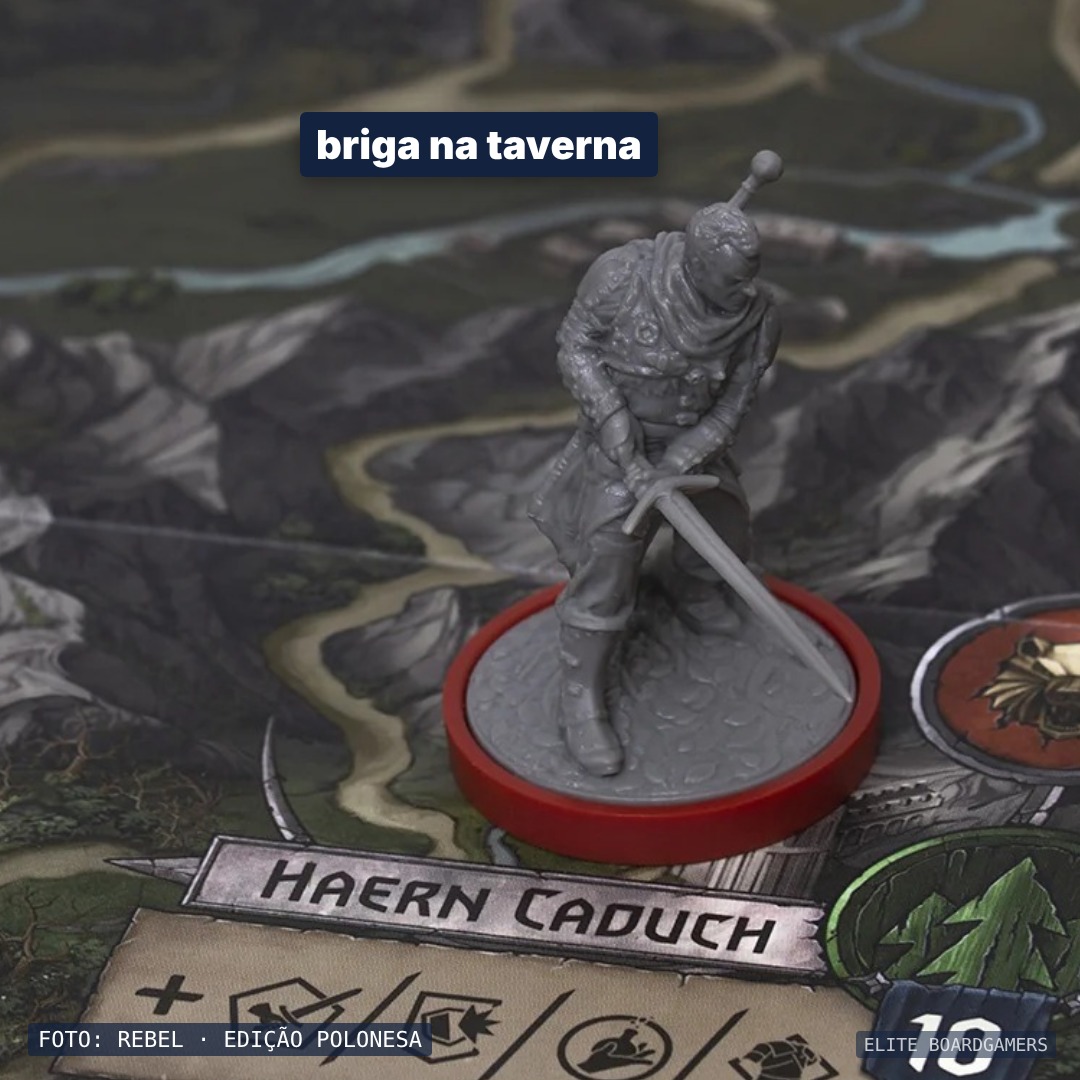 briga na taverna
HAERN CADUCH
+
FOTO: REBEL · EDIÇÃO POLONESA
10
ELITE BOARDGAMERS